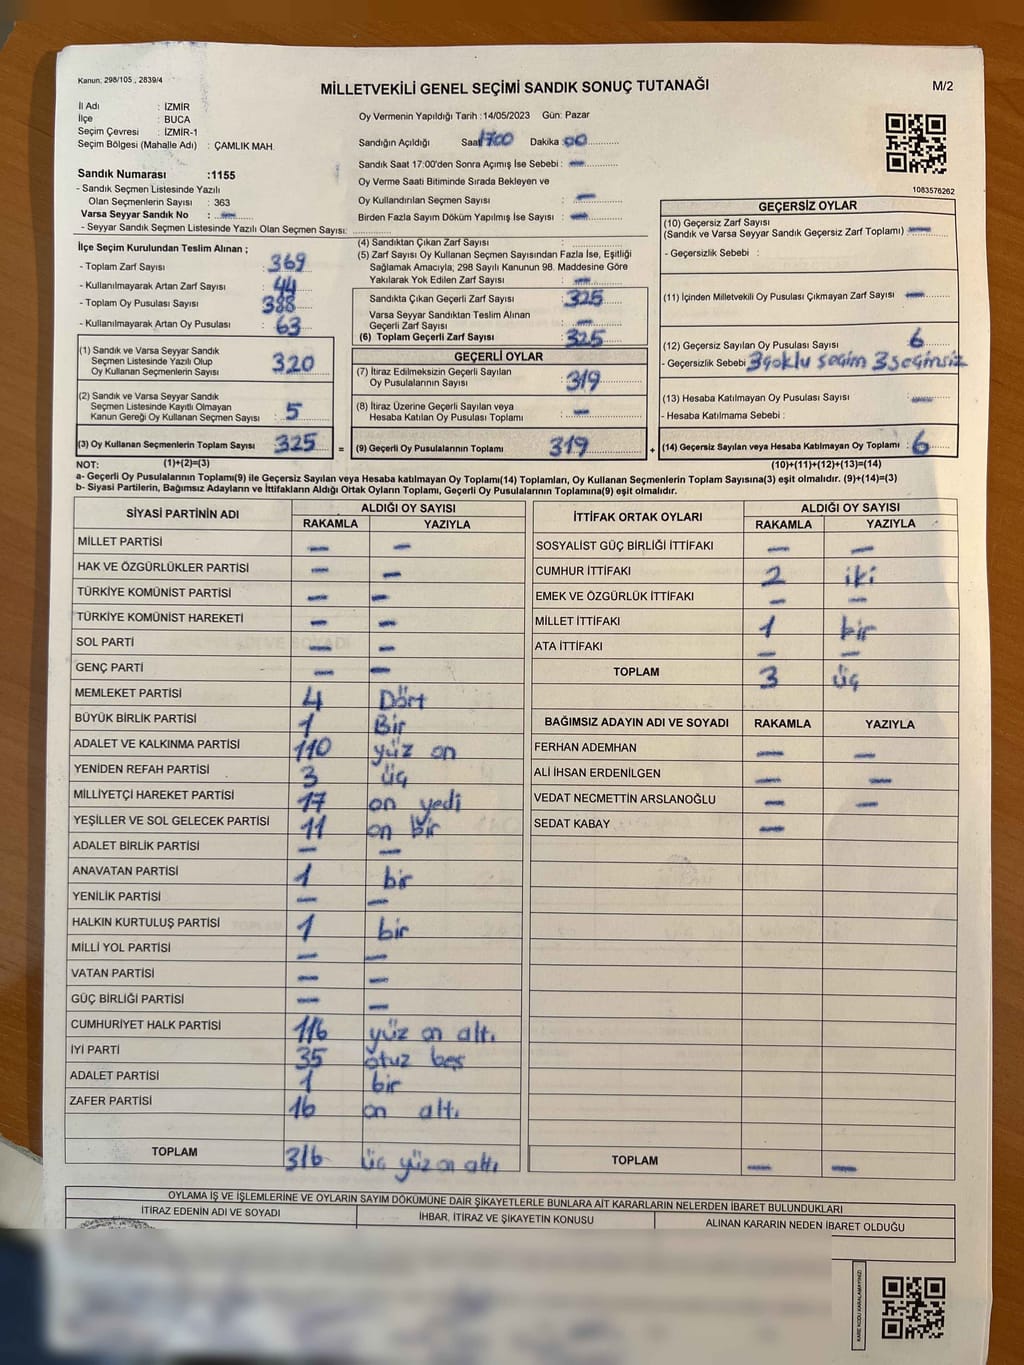 Kanun; 298/105 , 2839/4
MİLLETVEKİLİ GENEL SEÇİMİ SANDIK SONUÇ TUTANAĞI
M/2
İl Adı : İZMİR
İlçe : BUCA
Seçim Çevresi : İZMİR-1
Seçim Bölgesi (Mahalle Adı) : ÇAMLIK MAH.
Oy Vermenin Yapıldığı Tarih :14/05/2023 Gün: Pazar
Sandığın Açıldığı Saat 1700 Dakika :00
Sandık Saat 17:00'den Sonra Açımış İse Sebebi : —
Oy Verme Saati Bitiminde Sırada Bekleyen ve
Oy Kullandırılan Seçmen Sayısı : —
Birden Fazla Sayım Döküm Yapılmış İse Sayısı : —
Sandık Numarası :1155
- Sandık Seçmen Listesinde Yazılı
Olan Seçmenlerin Sayısı : 363
Varsa Seyyar Sandık No : —
- Seyyar Sandık Seçmen Listesinde Yazılı Olan Seçmen Sayısı:
1083576262
İlçe Seçim Kurulundan Teslim Alınan ;
- Toplam Zarf Sayısı : 369
- Kullanılmayarak Artan Zarf Sayısı : 44
- Toplam Oy Pusulası Sayısı : 388
- Kullanılmayarak Artan Oy Pusulası : 63
(1) Sandık ve Varsa Seyyar Sandık
Seçmen Listesinde Yazılı Olup
Oy Kullanan Seçmenlerin Sayısı : 320
(2) Sandık ve Varsa Seyyar Sandık
Seçmen Listesinde Kayıtlı Olmayan
Kanun Gereği Oy Kullanan Seçmen Sayısı : 5
(3) Oy Kullanan Seçmenlerin Toplam Sayısı : 325 =
(1)+(2)=(3)
(4) Sandıktan Çıkan Zarf Sayısı :
(5) Zarf Sayısı Oy Kullanan Seçmen Sayısından Fazla İse, Eşitliği
Sağlamak Amacıyla; 298 Sayılı Kanunun 98. Maddesine Göre
Yakılarak Yok Edilen Zarf Sayısı : —
Sandıkta Çıkan Geçerli Zarf Sayısı : 325
Varsa Seyyar Sandıktan Teslim Alınan
Geçerli Zarf Sayısı : —
(6) Toplam Geçerli Zarf Sayısı : 325
GEÇERLİ OYLAR
(7) İtiraz Edilmeksizin Geçerli Sayılan
Oy Pusulalarının Sayısı : 319
(8) İtiraz Üzerine Geçerli Sayılan veya
Hesaba Katılan Oy Pusulası Toplamı : —
(9) Geçerli Oy Pusulalarının Toplamı : 319 +
GEÇERSİZ OYLAR
(10) Geçersiz Zarf Sayısı
(Sandık ve Varsa Seyyar Sandık Geçersiz Zarf Toplamı) : —
- Geçersizlik Sebebi :
(11) İçinden Milletvekili Oy Pusulası Çıkmayan Zarf Sayısı : —
(12) Geçersiz Sayılan Oy Pusulası Sayısı : 6
- Geçersizlik Sebebi : 3 çoklu seçim 3 seçimsiz
(13) Hesaba Katılmayan Oy Pusulası Sayısı : —
- Hesaba Katılmama Sebebi :
(14) Geçersiz Sayılan veya Hesaba Katılmayan Oy Toplamı : 6
(10)+(11)+(12)+(13)=(14)
NOT:
a- Geçerli Oy Pusulalarının Toplamı(9) ile Geçersiz Sayılan veya Hesaba katılmayan Oy Toplamı(14) Toplamları, Oy Kullanan Seçmenlerin Toplam Sayısına(3) eşit olmalıdır. (9)+(14)=(3)
b- Siyasi Partilerin, Bağımsız Adayların ve İttifakların Aldığı Ortak Oyların Toplamı, Geçerli Oy Pusulalarının Toplamına(9) eşit olmalıdır.
SİYASİ PARTİNİN ADI
ALDIĞI OY SAYISI
RAKAMLA YAZIYLA
MİLLET PARTİSİ — —
HAK VE ÖZGÜRLÜKLER PARTİSİ — —
TÜRKİYE KOMÜNİST PARTİSİ — —
TÜRKİYE KOMÜNİST HAREKETİ — —
SOL PARTİ — —
GENÇ PARTİ — —
MEMLEKET PARTİSİ 4 Dört
BÜYÜK BİRLİK PARTİSİ 1 Bir
ADALET VE KALKINMA PARTİSİ 110 yüz on
YENİDEN REFAH PARTİSİ 3 üç
MİLLİYETÇİ HAREKET PARTİSİ 17 on yedi
YEŞİLLER VE SOL GELECEK PARTİSİ 11 on bir
ADALET BİRLİK PARTİSİ — —
ANAVATAN PARTİSİ 1 bir
YENİLİK PARTİSİ — —
HALKIN KURTULUŞ PARTİSİ 1 bir
MİLLİ YOL PARTİSİ — —
VATAN PARTİSİ — —
GÜÇ BİRLİĞİ PARTİSİ — —
CUMHURİYET HALK PARTİSİ 116 yüz on altı
İYİ PARTİ 35 otuz beş
ADALET PARTİSİ 1 bir
ZAFER PARTİSİ 16 on altı
TOPLAM 316 üç yüz on altı
İTTİFAK ORTAK OYLARI
ALDIĞI OY SAYISI
RAKAMLA YAZIYLA
SOSYALİST GÜÇ BİRLİĞİ İTTİFAKI — —
CUMHUR İTTİFAKI 2 iki
EMEK VE ÖZGÜRLÜK İTTİFAKI — —
MİLLET İTTİFAKI 1 bir
ATA İTTİFAKI — —
TOPLAM 3 üç
BAĞIMSIZ ADAYIN ADI VE SOYADI RAKAMLA YAZIYLA
FERHAN ADEMHAN — —
ALİ İHSAN ERDENİLGEN — —
VEDAT NECMETTİN ARSLANOĞLU — —
SEDAT KABAY —
TOPLAM — —
OYLAMA İŞ VE İŞLEMLERİNE VE OYLARIN SAYIM DÖKÜMÜNE DAİR ŞİKAYETLERLE BUNLARA AİT KARARLARIN NELERDEN İBARET BULUNDUKLARI
İTİRAZ EDENİN ADI VE SOYADI
İHBAR, İTİRAZ VE ŞİKAYETİN KONUSU
ALINAN KARARIN NEDEN İBARET OLDUĞU
KARE KODU KARALAMAYINIZ!